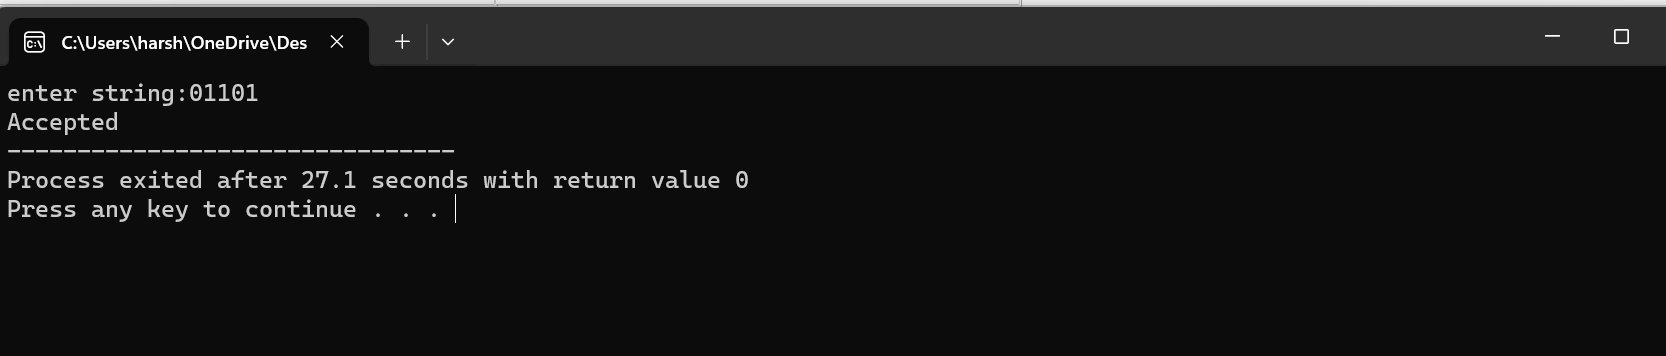 C:\Users\harsh\OneDrive\Des
enter string:01101
Accepted
--------------------------------
Process exited after 27.1 seconds with return value 0
Press any key to continue . . .